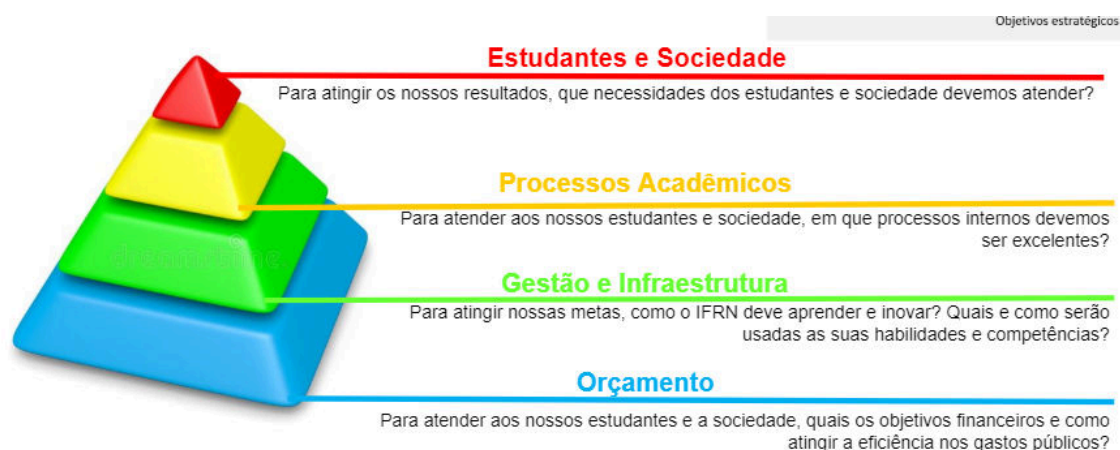 Objetivos estratégicos
Estudantes e Sociedade
Para atingir os nossos resultados, que necessidades dos estudantes e sociedade devemos atender?
Processos Acadêmicos
Para atender aos nossos estudantes e sociedade, em que processos internos devemos
ser excelentes?
Gestão e Infraestrutura
Para atingir nossas metas, como o IFRN deve aprender e inovar? Quais e como serão
usadas as suas habilidades e competências?
Orçamento
Para atender aos nossos estudantes e a sociedade, quais os objetivos financeiros e como
atingir a eficiência nos gastos públicos?